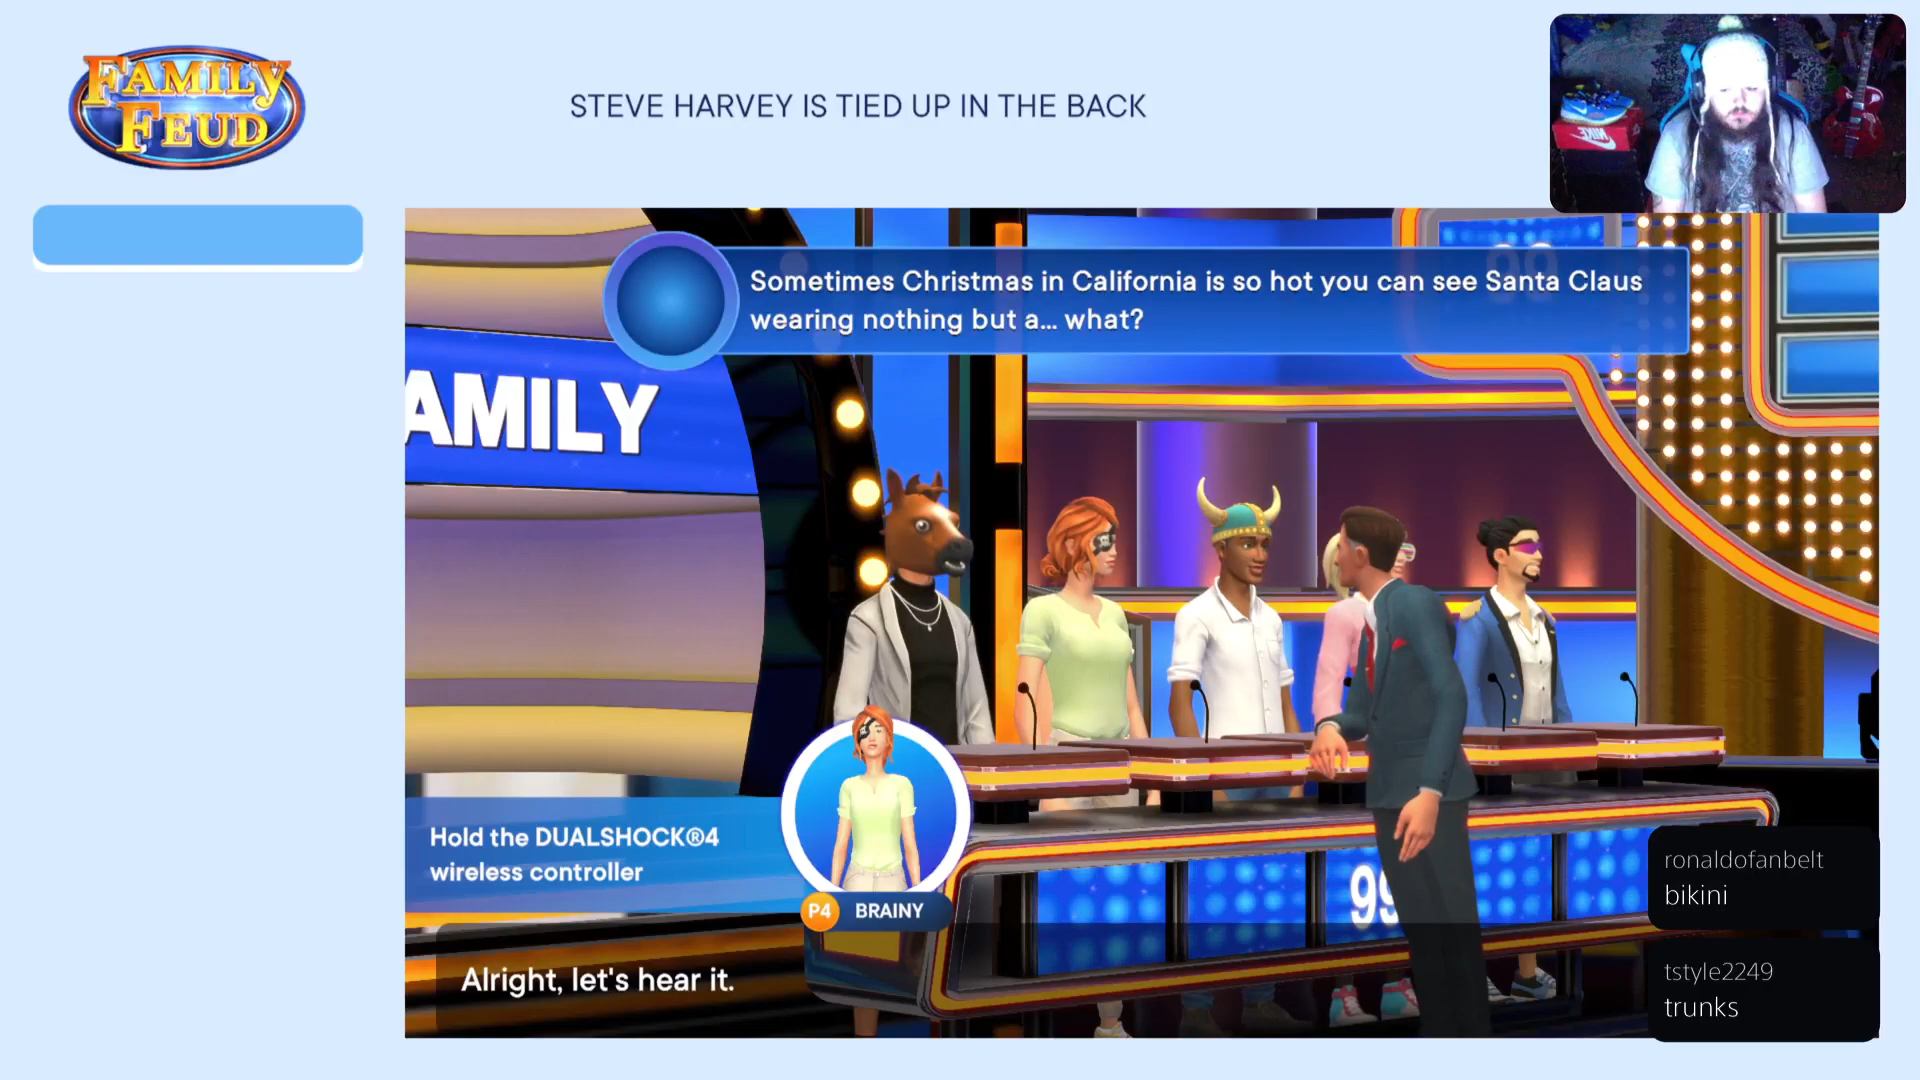 FAMILY
FEUD
STEVE HARVEY IS TIED UP IN THE BACK
Sometimes Christmas in California is so hot you can see Santa Claus
wearing nothing but a... what?
AMILY
Hold the DUALSHOCK®4
wireless controller
P4 BRAINY
Alright, let's hear it.
99
ronaldofanbelt
bikini
tstyle2249
trunks
NIKE